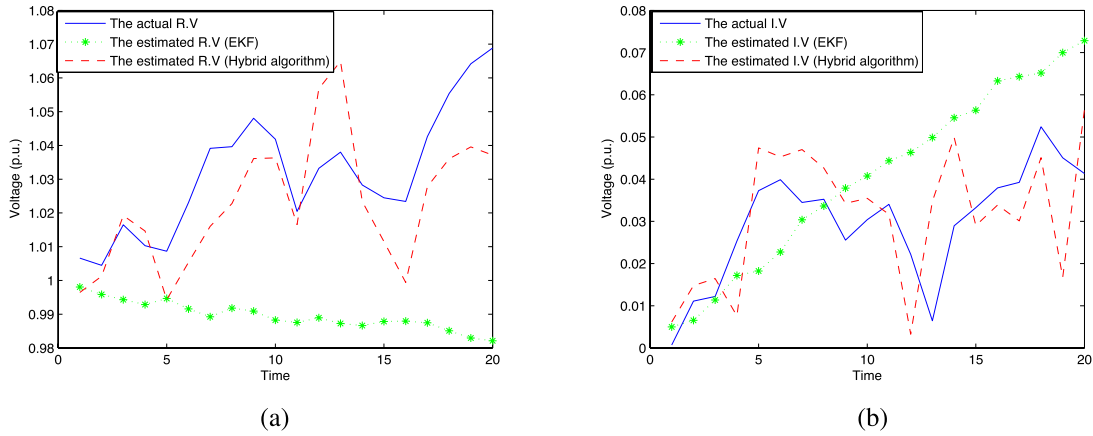 1.08
1.07
1.06
1.05
1.04
1.03
1.02
1.01
1
0.99
0.98
0
5
10
15
20
Voltage (p.u.)
Time
The actual R.V
The estimated R.V (EKF)
The estimated R.V (Hybrid algorithm)
(a)
0.08
0.07
0.06
0.05
0.04
0.03
0.02
0.01
0
0
5
10
15
20
Voltage (p.u.)
Time
The actual I.V
The estimated I.V (EKF)
The estimated I.V (Hybrid algorithm)
(b)